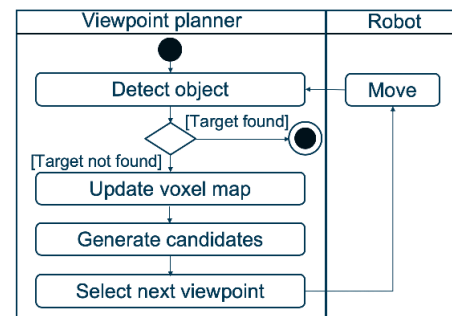 Viewpoint planner
Robot
Detect object
Move
[Target found]
[Target not found]
Update voxel map
Generate candidates
Select next viewpoint